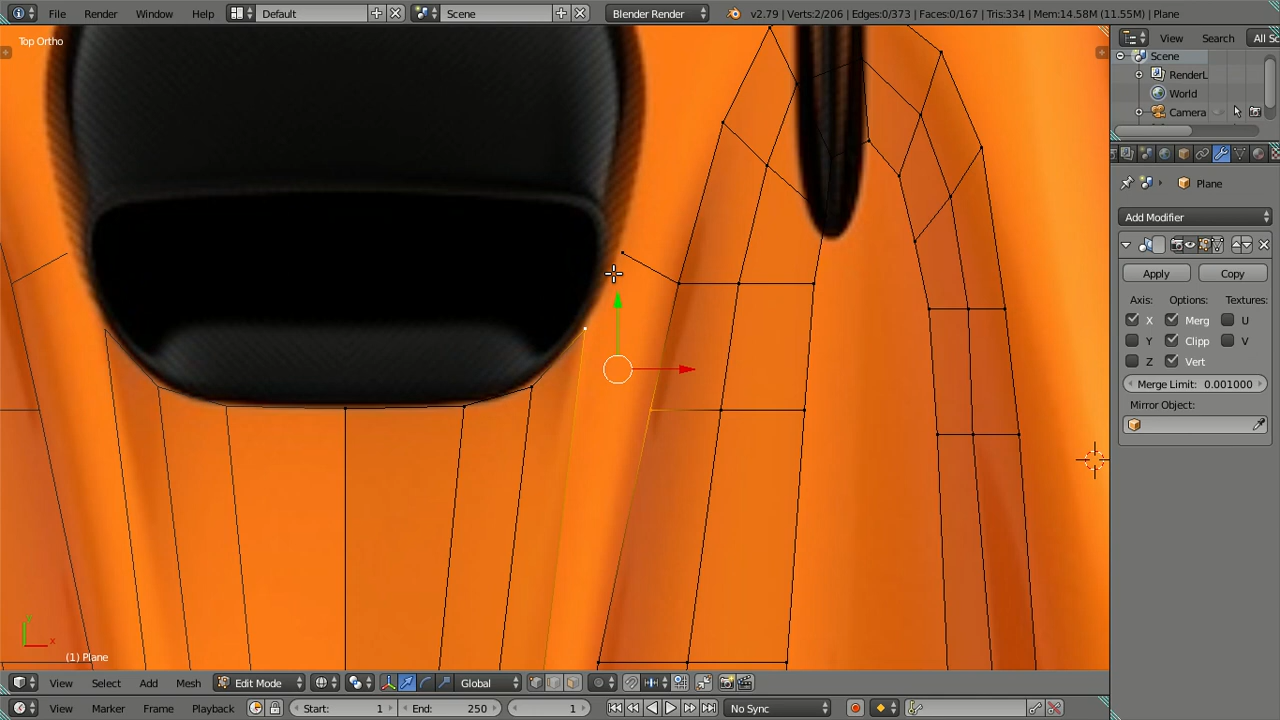 File Render Window Help Default Scene Blender Render v2.79 | Verts:2/206 | Edges:0/373 | Faces:0/167 | Tris:334 | Mem:14.58M (11.55M) | Plane
Top Ortho
View Search All Sc
Scene
RenderL
World
Camera
Plane
Add Modifier
Apply Copy
Axis: Options: Textures:
X Merg U
Y Clipp V
Z Vert
Merge Limit: 0.001000
Mirror Object:
y
x
(1) Plane
View Select Add Mesh Edit Mode Global
View Marker Frame Playback Start: 1 End: 250 1 No Sync